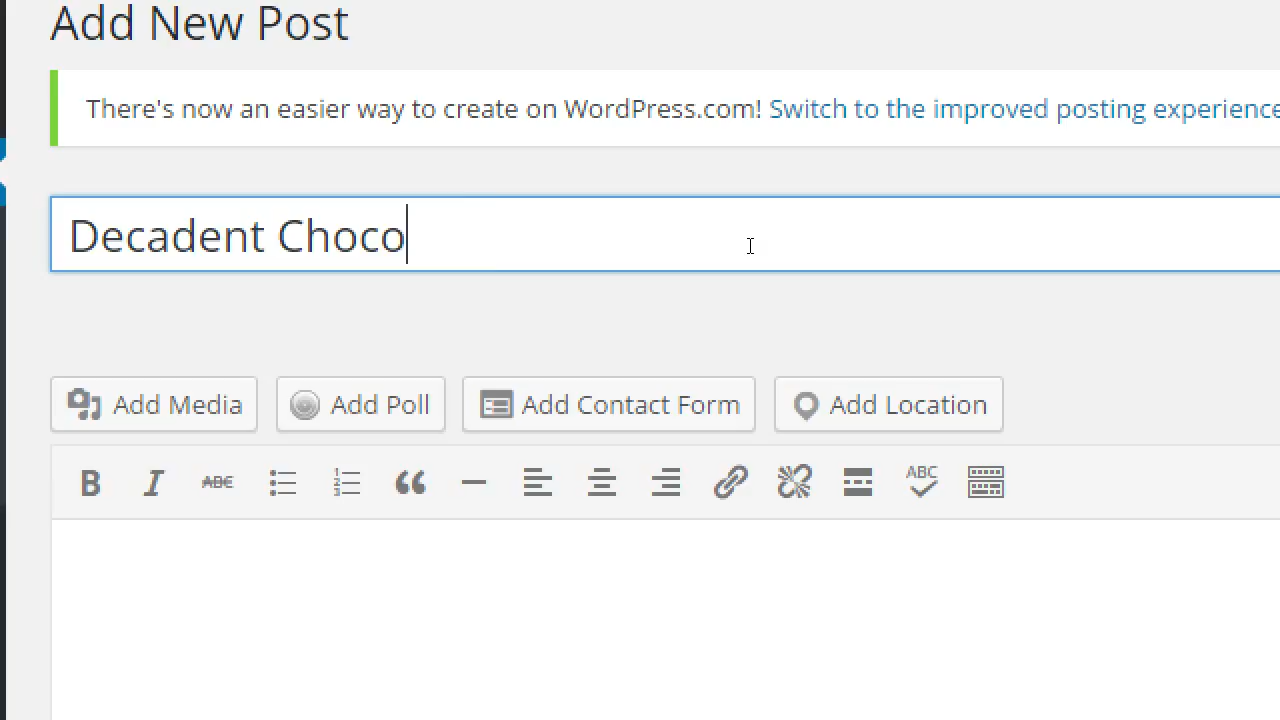 Add New Post
There's now an easier way to create on WordPress.com! Switch to the improved posting experience
Decadent Choco
Add Media Add Poll Add Contact Form Add Location
B I ABC ABC